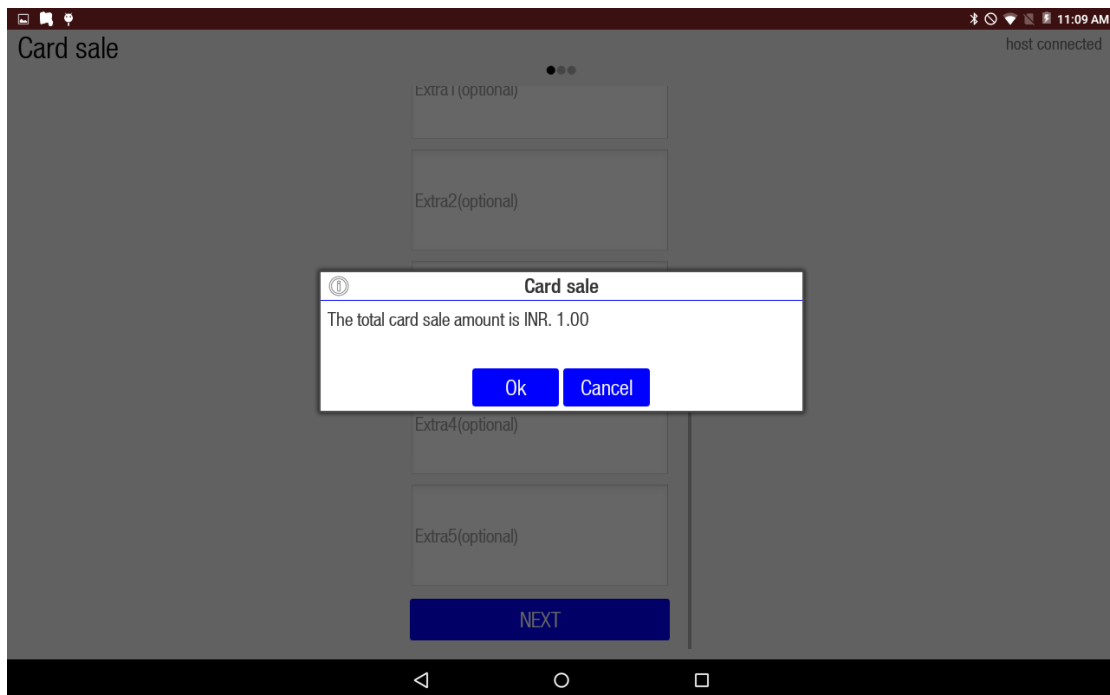 11:09 AM
Card sale
host connected
Extra1(optional)
Extra2(optional)
Card sale
The total card sale amount is INR. 1.00
Ok
Cancel
Extra4(optional)
Extra5(optional)
NEXT